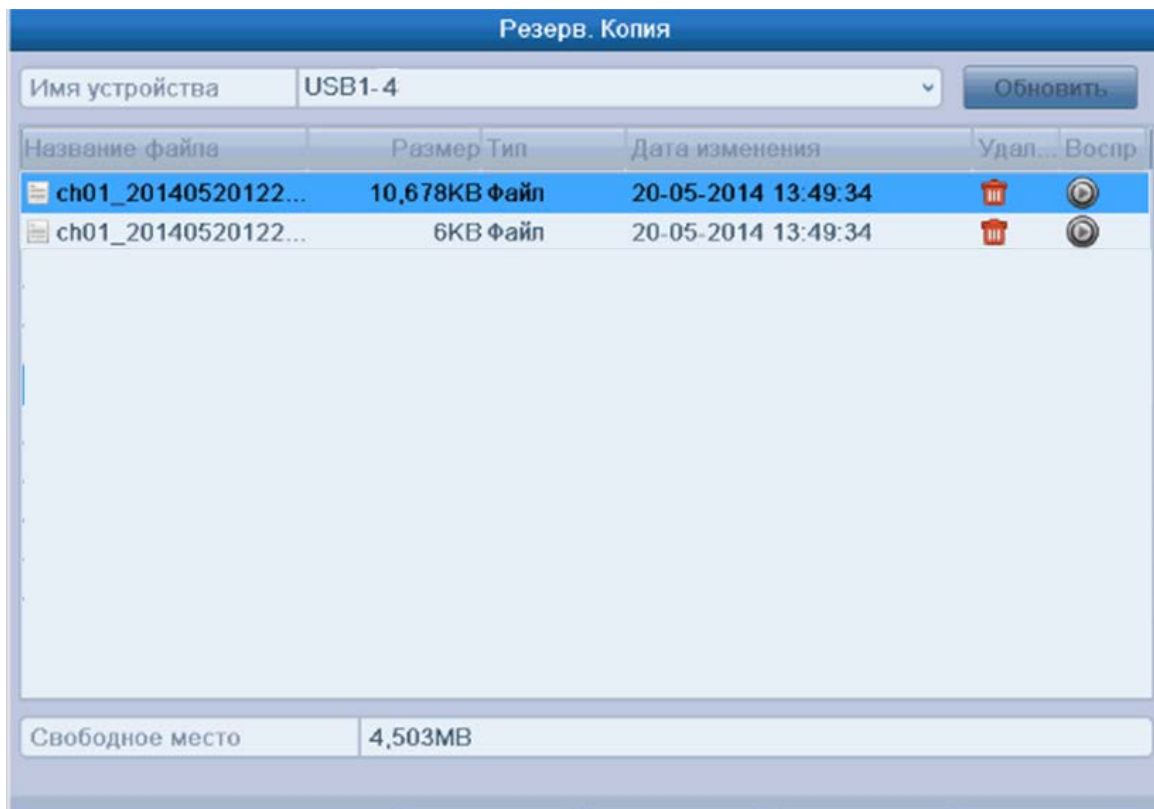 Резерв. Копия
Имя устройства USB1-4 Обновить
Название файла Размер Тип Дата изменения Удал... Воспр
ch01_20140520122... 10,678KB Файл 20-05-2014 13:49:34
ch01_20140520122... 6KB Файл 20-05-2014 13:49:34
Свободное место 4,503MB